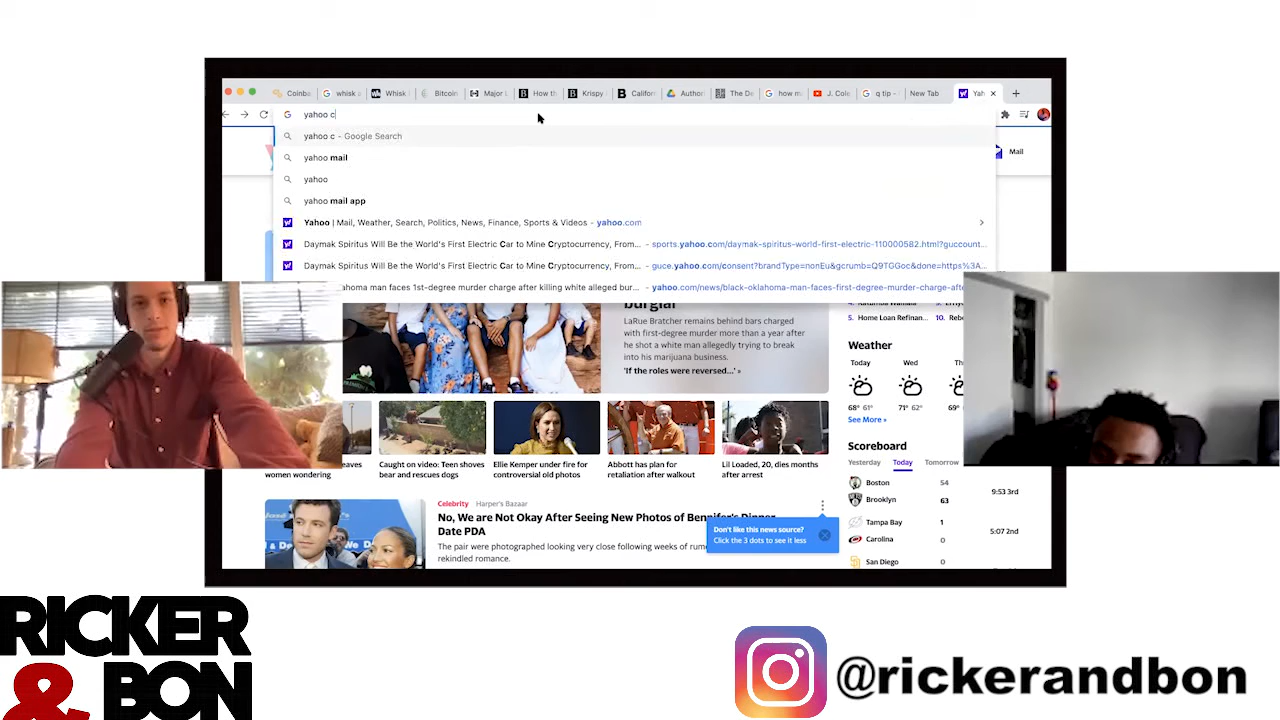 Coinba
whisk a
Whisk
Bitcoin
Major
How th
Krispy
Califor
Author
The De
how m
J. Cole
q tip -
New Tab
Yah
yahoo c
yahoo c - Google Search
Mail
yahoo mail
yahoo
yahoo mail app
Yahoo | Mail, Weather, Search, Politics, News, Finance, Sports & Videos - yahoo.com
Daymak Spiritus Will Be the World's First Electric Car to Mine Cryptocurrency, From... - sports.yahoo.com/daymak-spiritus-world-first-electric-110000582.html?guccount...
Daymak Spiritus Will Be the World's First Electric Car to Mine Cryptocurrency, From... - guce.yahoo.com/consent?brandType=nonEu&gcrumb=Q9TGGoc&done=https%3A...
ahoma man faces 1st-degree murder charge after killing white alleged bur... - yahoo.com/news/black-oklahoma-man-faces-first-degree-murder-charge-afte
burglar
LaRue Bratcher remains behind bars charged
with first-degree murder more than a year after
he shot a white man allegedly trying to break
into his marijuana business.
'If the roles were reversed...' »
5. Home Loan Refinan...
10. Rebe
Weather
Today
Wed
Th
68° 61°
71° 62°
69°
See More »
eaves
women wondering
Caught on video: Teen shoves
bear and rescues dogs
Ellie Kemper under fire for
controversial old photos
Abbott has plan for
retaliation after walkout
Lil Loaded, 20, dies months
after arrest
Scoreboard
Yesterday
Today
Tomorrow
Boston 54
Brooklyn 63
9:53 3rd
Tampa Bay 1
Carolina 0
5:07 2nd
San Diego 0
Celebrity Harper's Bazaar
No, We are Not Okay After Seeing New Photos of Bennifer's Dinner
Date PDA
The pair were photographed looking very close following weeks of
rekindled romance.
Don't like this news source?
Click the 3 dots to see it less
RICKER
& BON
@rickerandbon